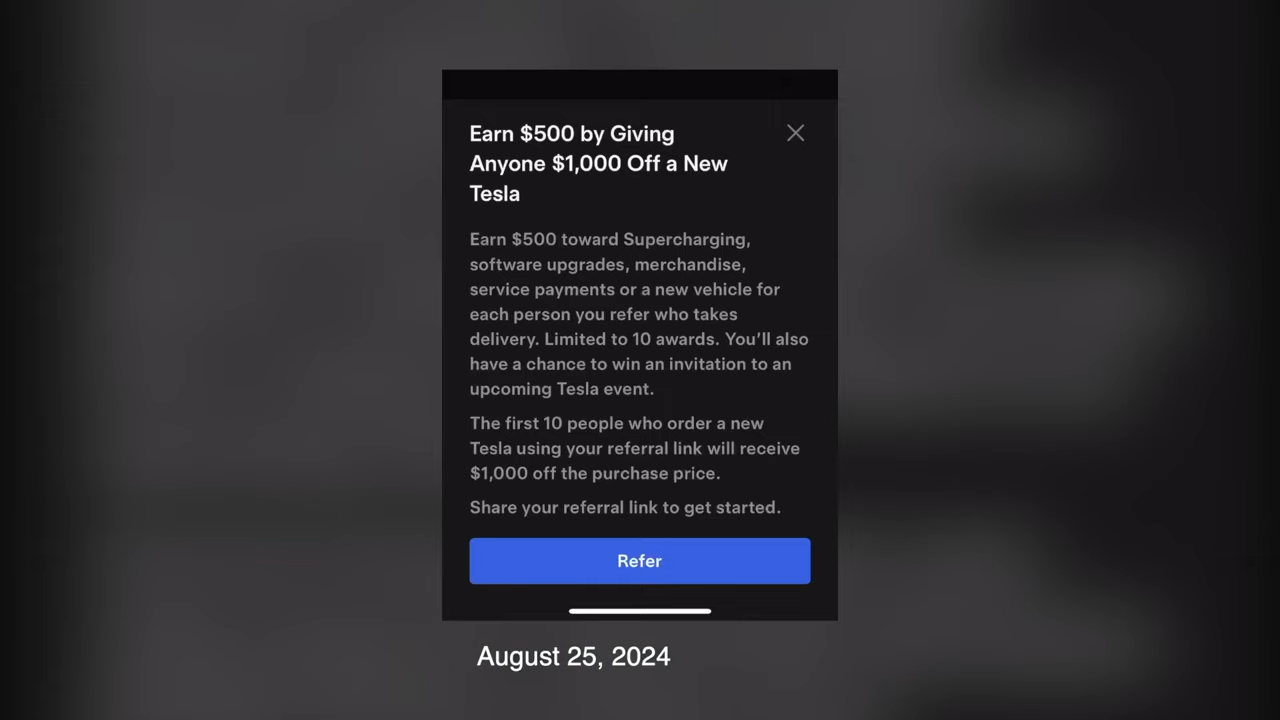 Earn $500 by Giving
Anyone $1,000 Off a New
Tesla
Earn $500 toward Supercharging,
software upgrades, merchandise,
service payments or a new vehicle for
each person you refer who takes
delivery. Limited to 10 awards. You’ll also
have a chance to win an invitation to an
upcoming Tesla event.
The first 10 people who order a new
Tesla using your referral link will receive
$1,000 off the purchase price.
Share your referral link to get started.
Refer
August 25, 2024